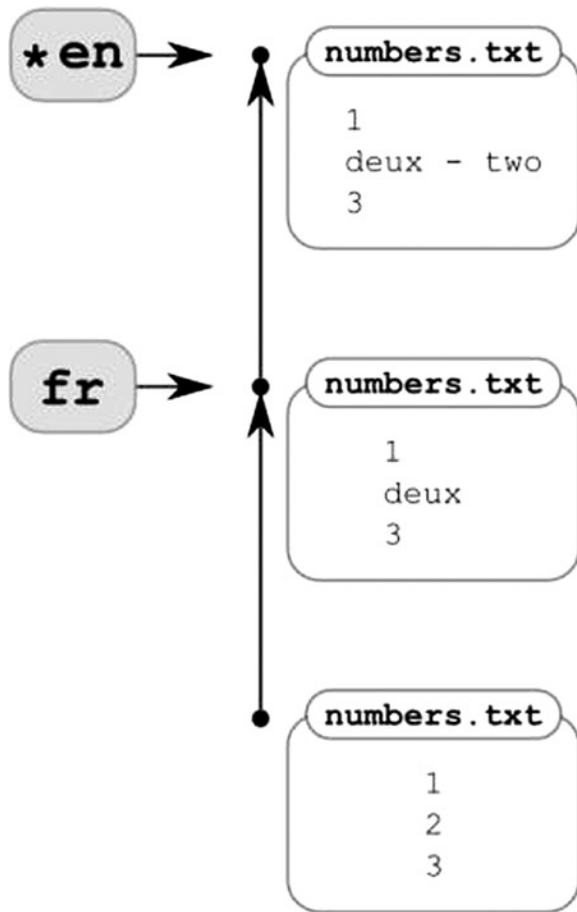 *en
numbers.txt
1
deux - two
3
fr
numbers.txt
1
deux
3
numbers.txt
1
2
3